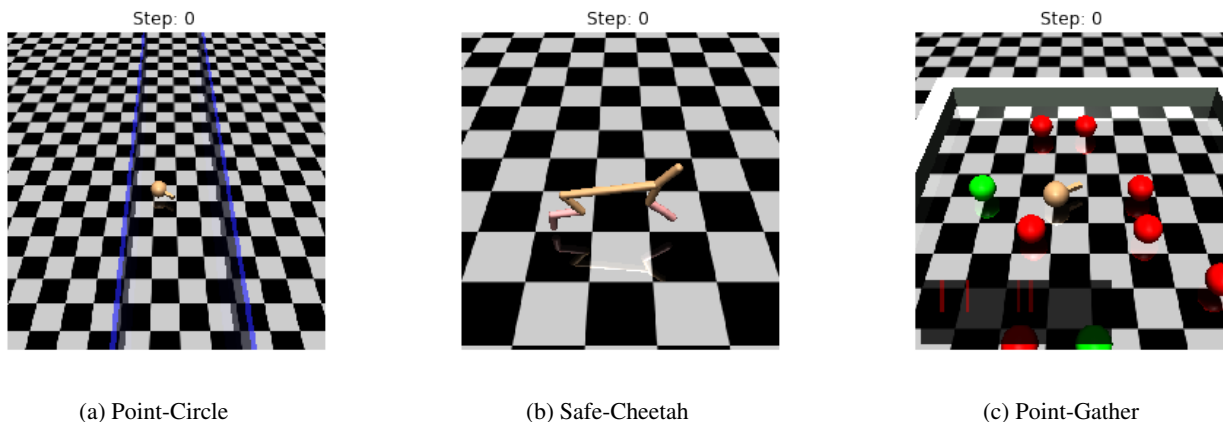 Step: 0
Step: 0
Step: 0
(a) Point-Circle
(b) Safe-Cheetah
(c) Point-Gather